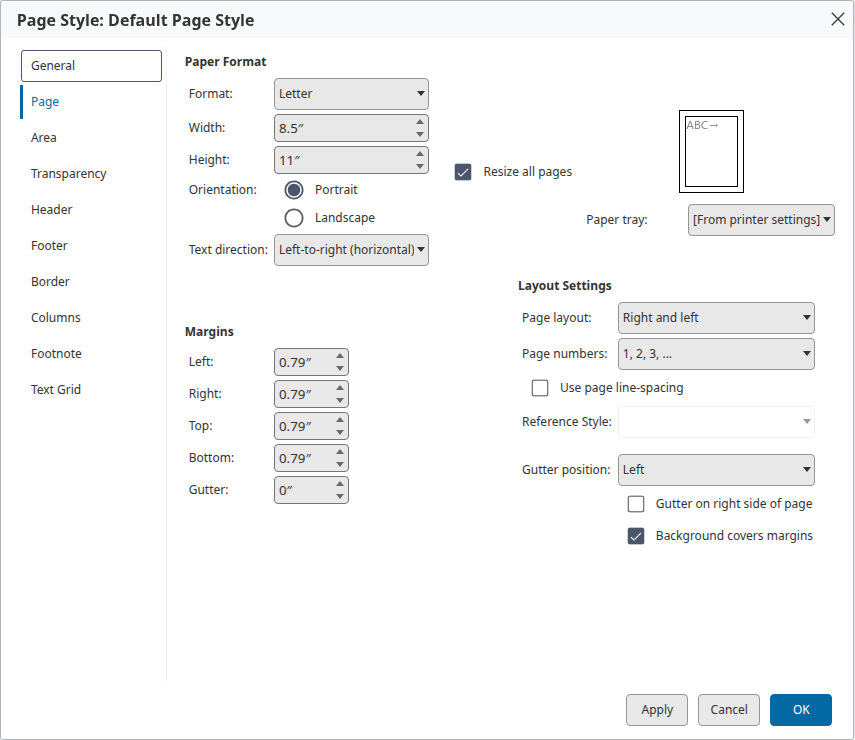 Page Style: Default Page Style
General
Page
Area
Transparency
Header
Footer
Border
Columns
Footnote
Text Grid
Paper Format
Format: Letter
Width: 8.5″
Height: 11″
Orientation: Portrait
Landscape
Text direction: Left-to-right (horizontal)
Resize all pages
ABC→
Paper tray: [From printer settings]
Margins
Left: 0.79″
Right: 0.79″
Top: 0.79″
Bottom: 0.79″
Gutter: 0″
Layout Settings
Page layout: Right and left
Page numbers: 1, 2, 3, ...
Use page line-spacing
Reference Style:
Gutter position: Left
Gutter on right side of page
Background covers margins
Apply Cancel OK